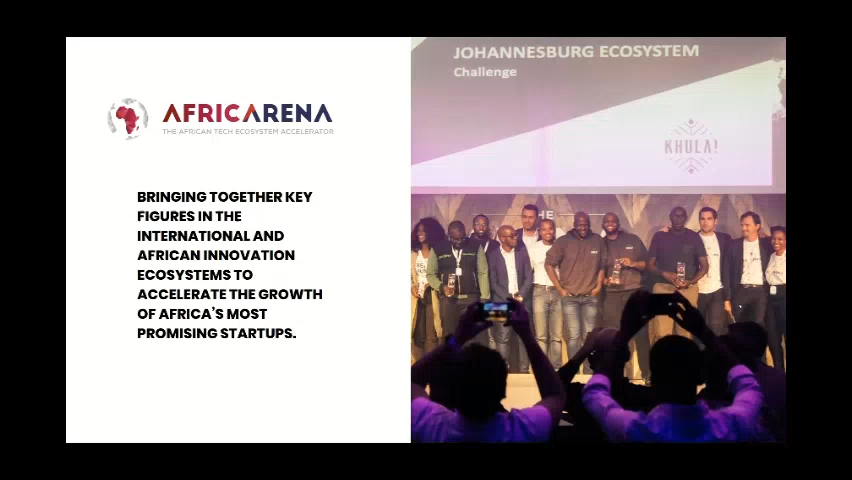 AFRICARENA
THE AFRICAN TECH ECOSYSTEM ACCELERATOR
BRINGING TOGETHER KEY
FIGURES IN THE
INTERNATIONAL AND
AFRICAN INNOVATION
ECOSYSTEMS TO
ACCELERATE THE GROWTH
OF AFRICA'S MOST
PROMISING STARTUPS.
JOHANNESBURG ECOSYSTEM
Challenge
KHULA!
HE